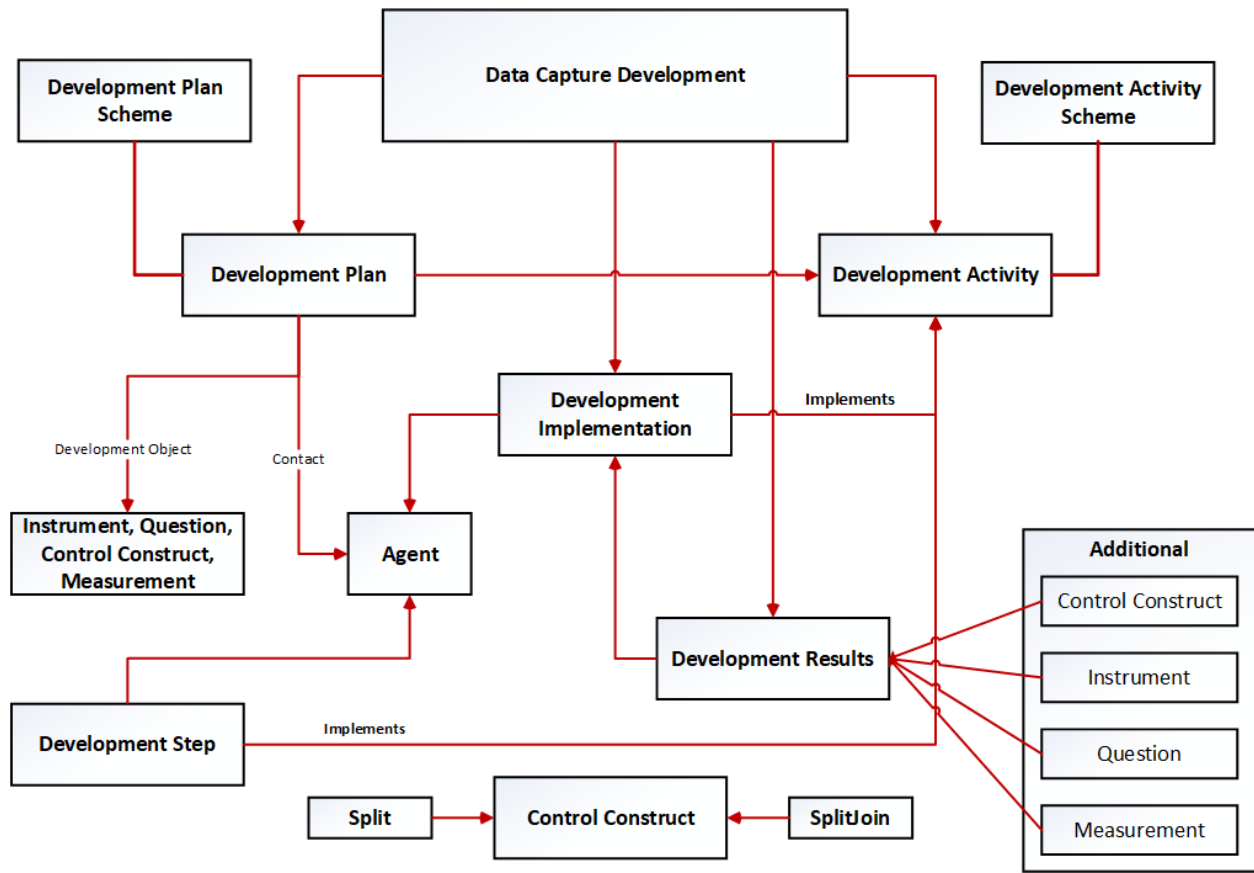 Data Capture Development
Development Plan
Scheme
Development Activity
Scheme
Development Plan
Development Activity
Development
Implementation
Implements
Development Object
Contact
Instrument, Question,
Control Construct,
Measurement
Agent
Additional
Control Construct
Instrument
Question
Measurement
Development Results
Development Step
Implements
Split
Control Construct
SplitJoin